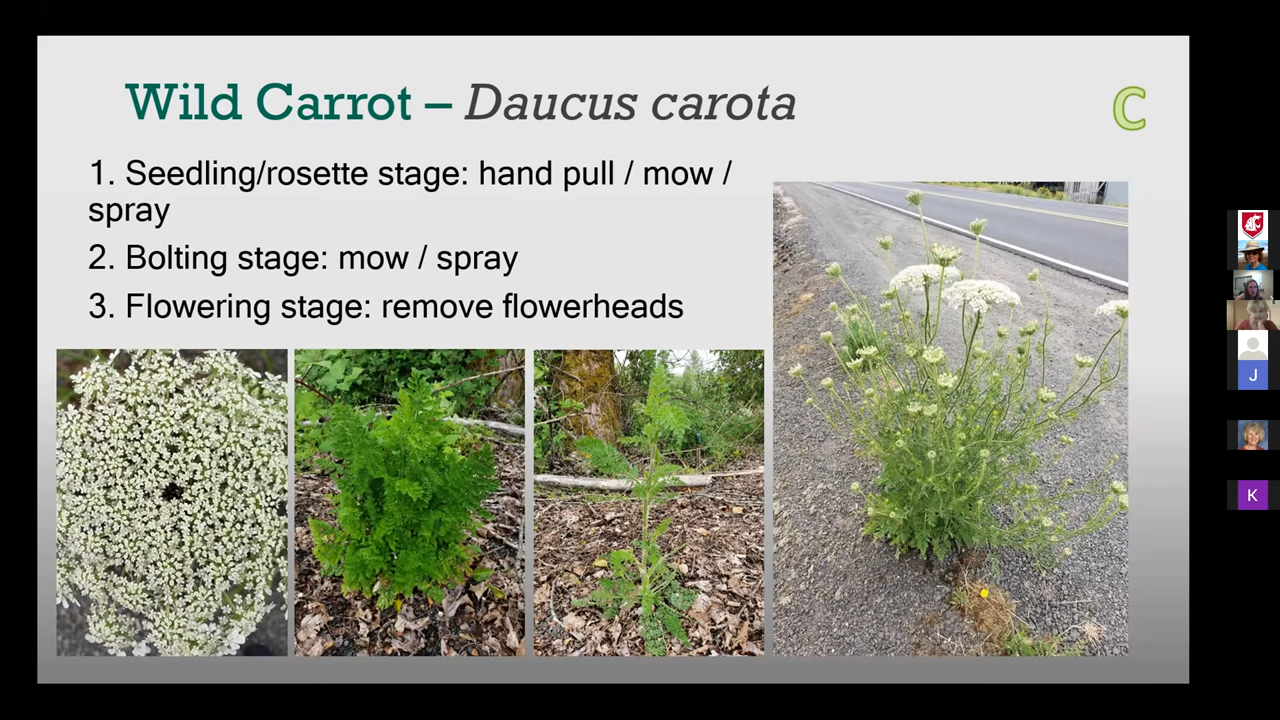 Wild Carrot – Daucus carota
C
1. Seedling/rosette stage: hand pull / mow /
spray
2. Bolting stage: mow / spray
3. Flowering stage: remove flowerheads
J
K